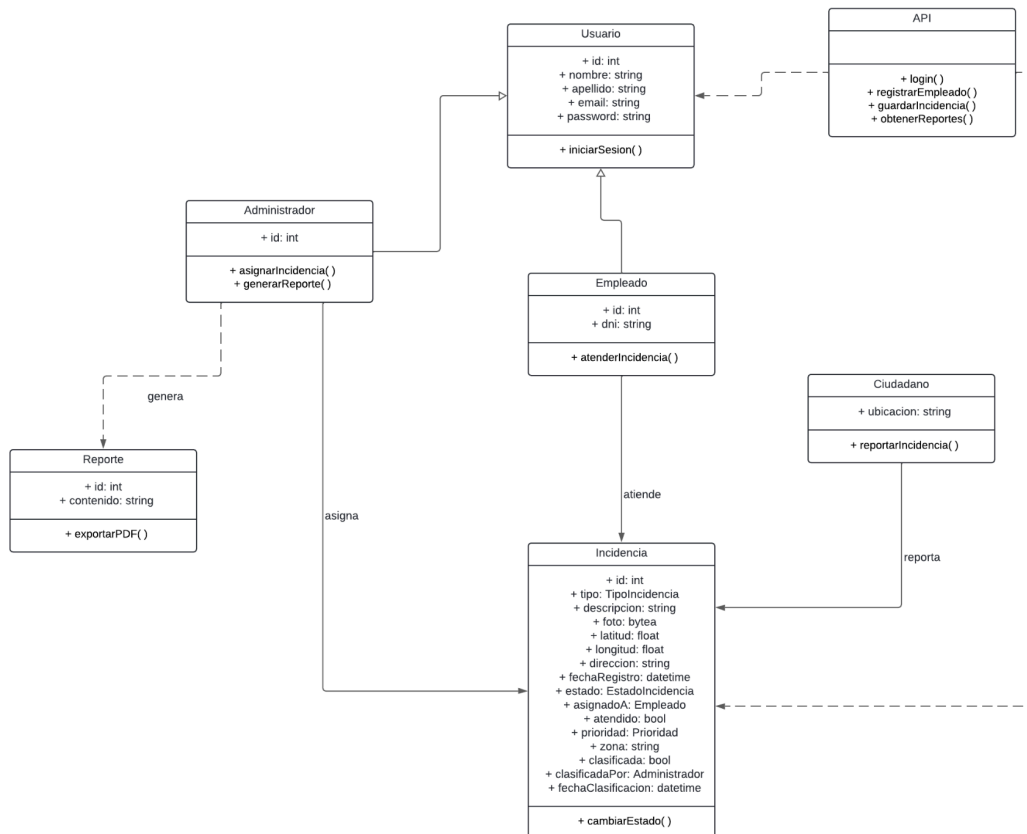 Usuario
+ id: int
+ nombre: string
+ apellido: string
+ email: string
+ password: string
+ iniciarSesion( )
API
+ login( )
+ registrarEmpleado( )
+ guardarIncidencia( )
+ obtenerReportes( )
Administrador
+ id: int
+ asignarIncidencia( )
+ generarReporte( )
Empleado
+ id: int
+ dni: string
+ atenderIncidencia( )
Ciudadano
+ ubicacion: string
+ reportarIncidencia( )
genera
Reporte
+ id: int
+ contenido: string
+ exportarPDF( )
asigna
atiende
reporta
Incidencia
+ id: int
+ tipo: TipoIncidencia
+ descripcion: string
+ foto: bytea
+ latitud: float
+ longitud: float
+ direccion: string
+ fechaRegistro: datetime
+ estado: EstadoIncidencia
+ asignadoA: Empleado
+ atendido: bool
+ prioridad: Prioridad
+ zona: string
+ clasificada: bool
+ clasificadaPor: Administrador
+ fechaClasificacion: datetime
+ cambiarEstado( )